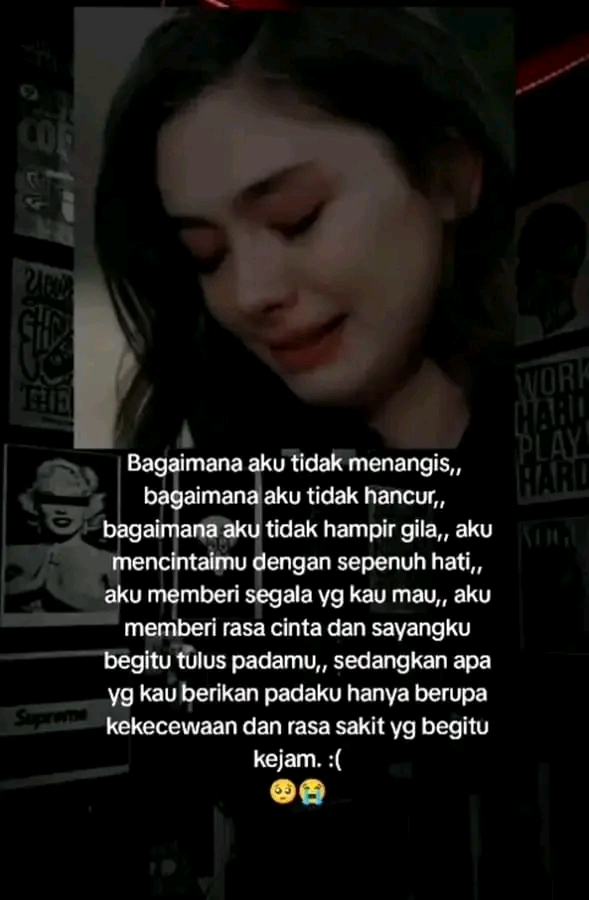 Bagaimana aku tidak menangis,,
bagaimana aku tidak hancur,,
bagaimana aku tidak hampir gila,, aku
mencintaimu dengan sepenuh hati,,
aku memberi segala yg kau mau,, aku
memberi rasa cinta dan sayangku
begitu tulus padamu,, sedangkan apa
yg kau berikan padaku hanya berupa
kekecewaan dan rasa sakit yg begitu
kejam. :(
🥺😭
THE
WORK
HARD
PLAY
HARD
Supreme